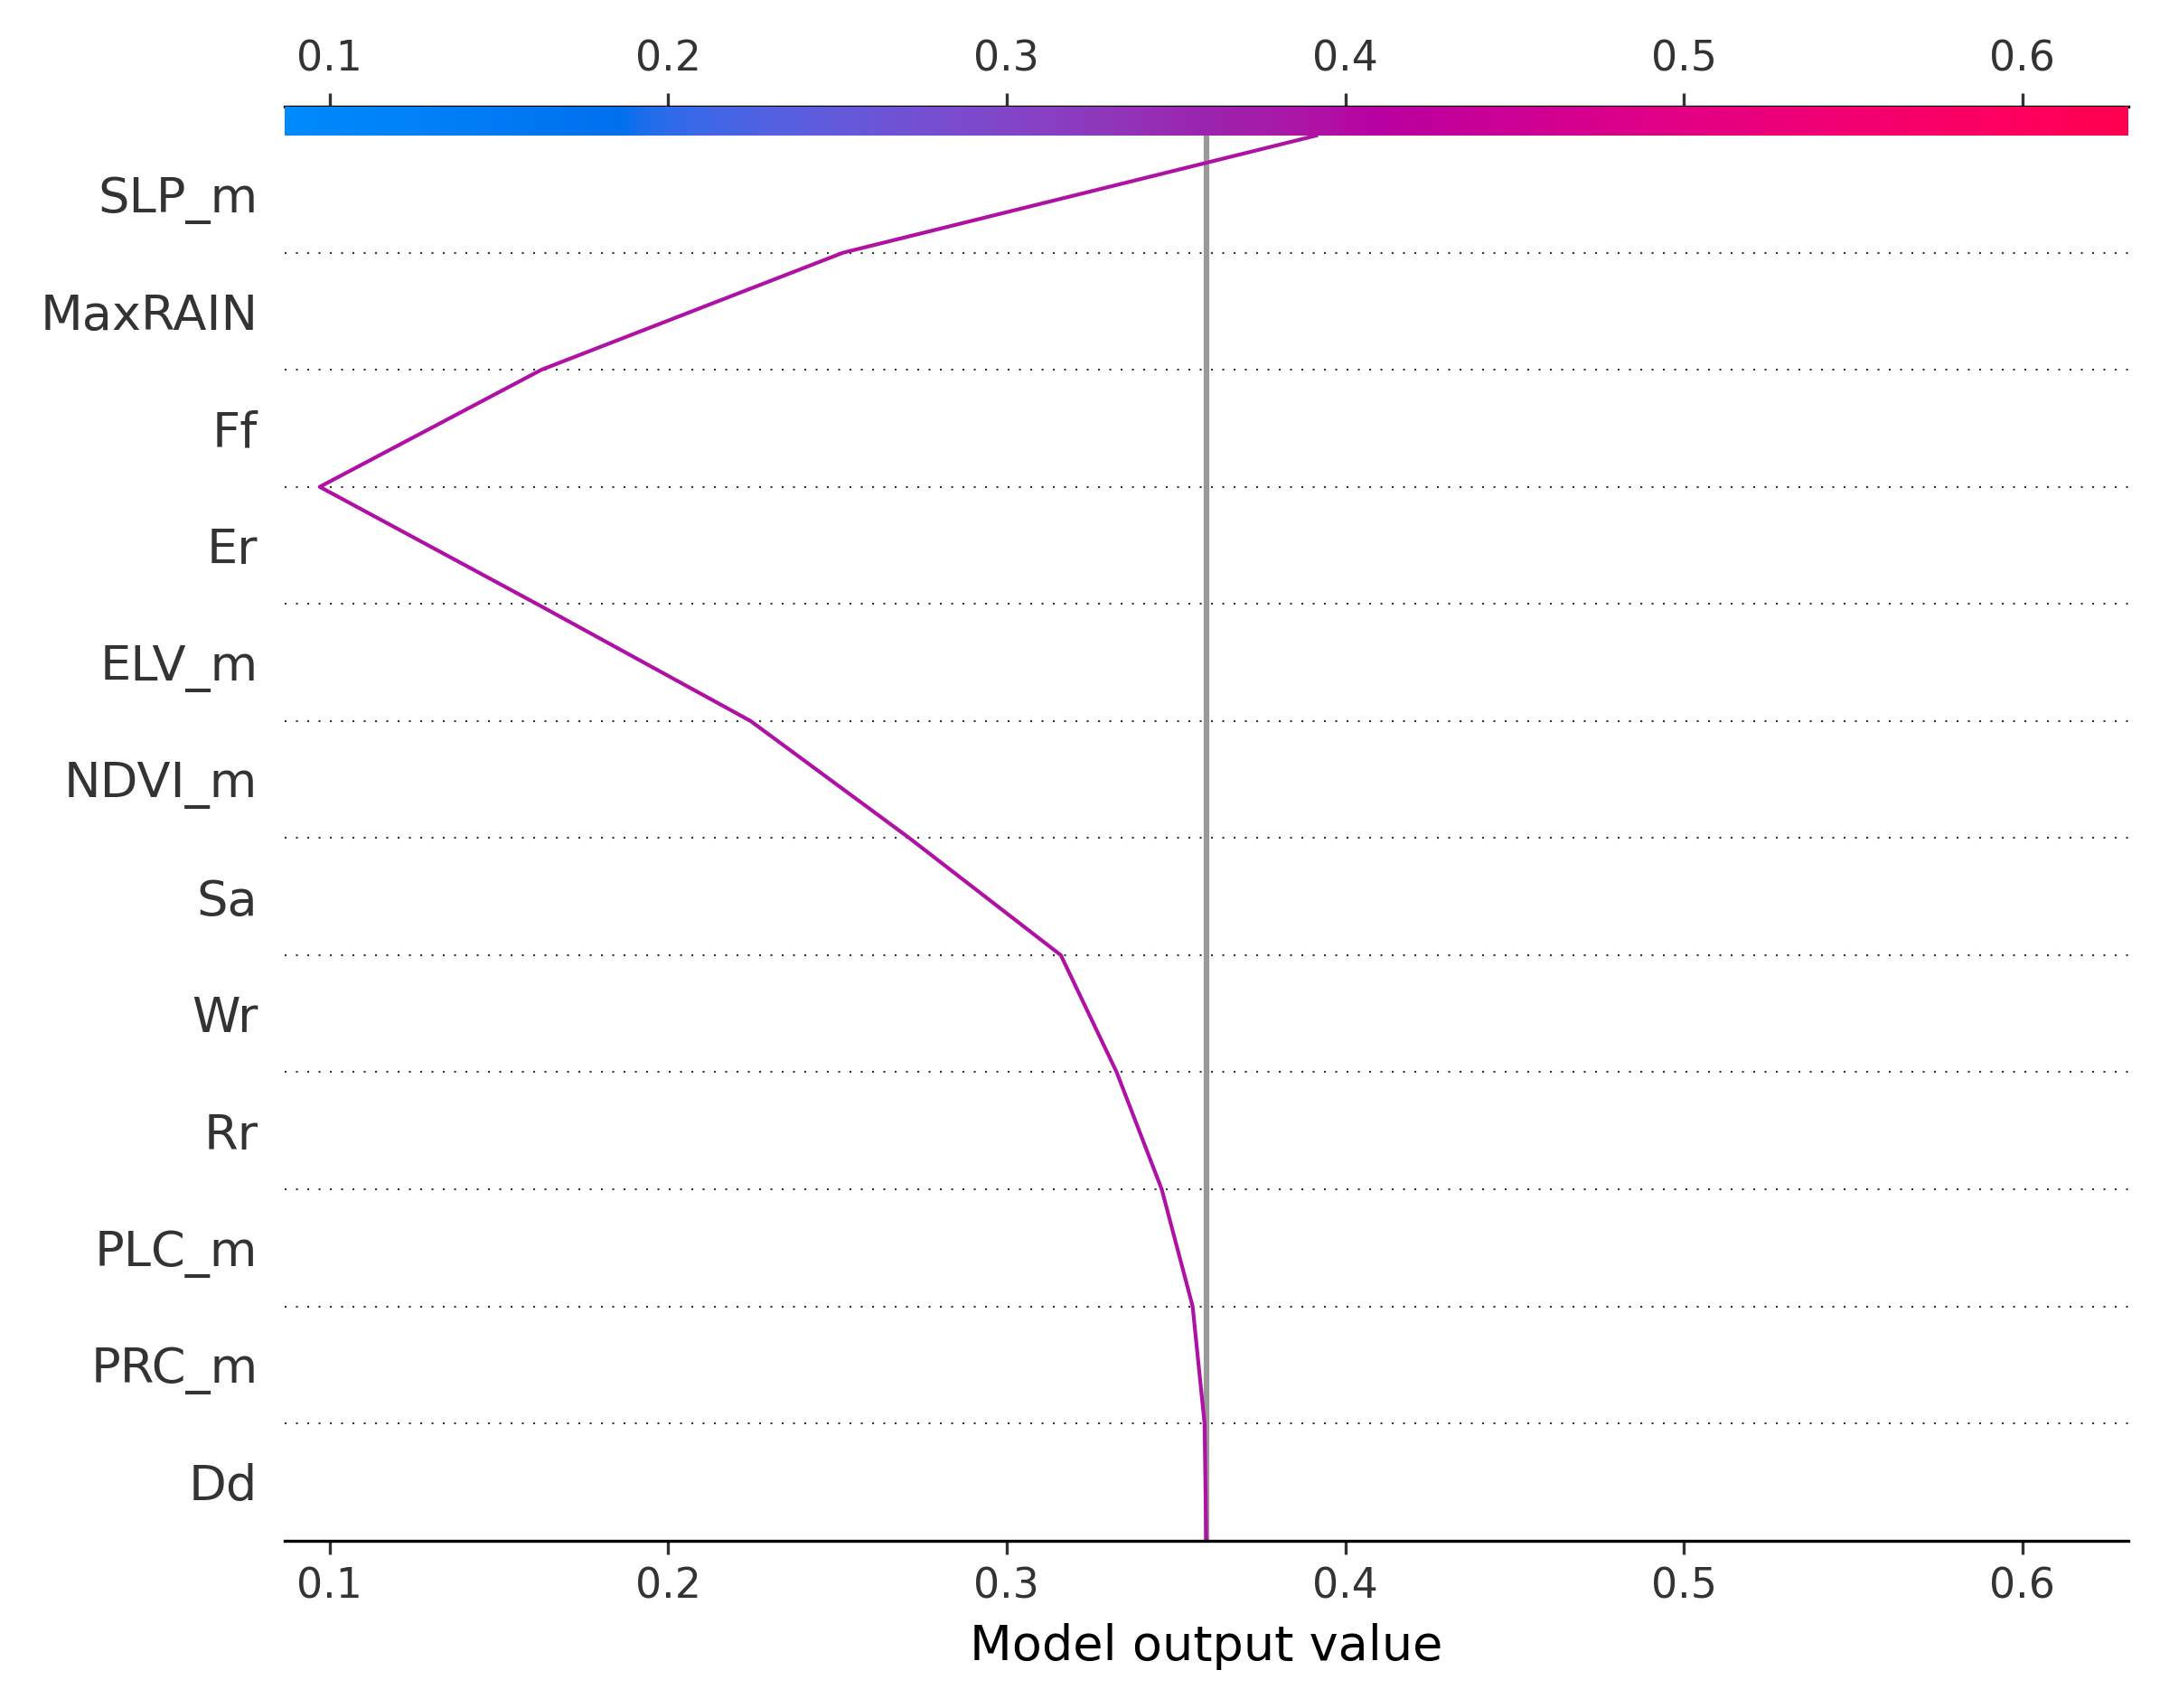 0.1 0.2 0.3 0.4 0.5 0.6
SLP_m
MaxRAIN
Ff
Er
ELV_m
NDVI_m
Sa
Wr
Rr
PLC_m
PRC_m
Dd
0.1 0.2 0.3 0.4 0.5 0.6
Model output value